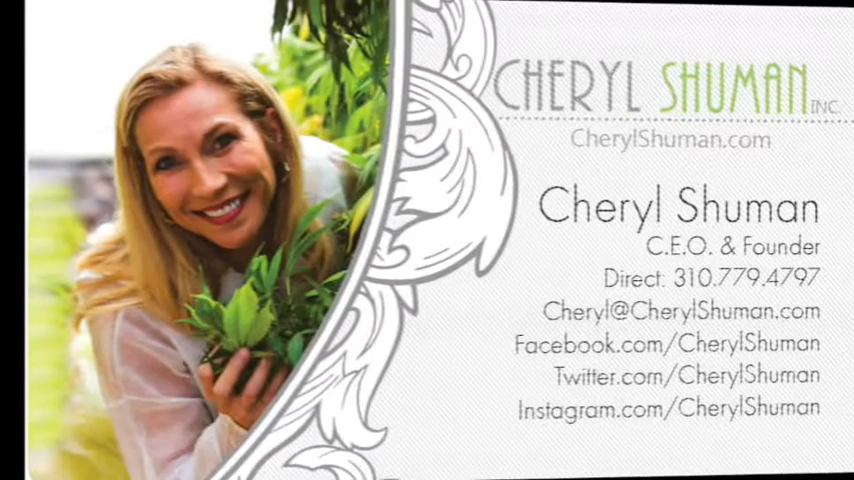 CHERYL SHUMAN INC.
CherylShuman.com
Cheryl Shuman
C.E.O. & Founder
Direct: 310.779.4797
Cheryl@CherylShuman.com
Facebook.com/CherylShuman
Twitter.com/CherylShuman
Instagram.com/CherylShuman